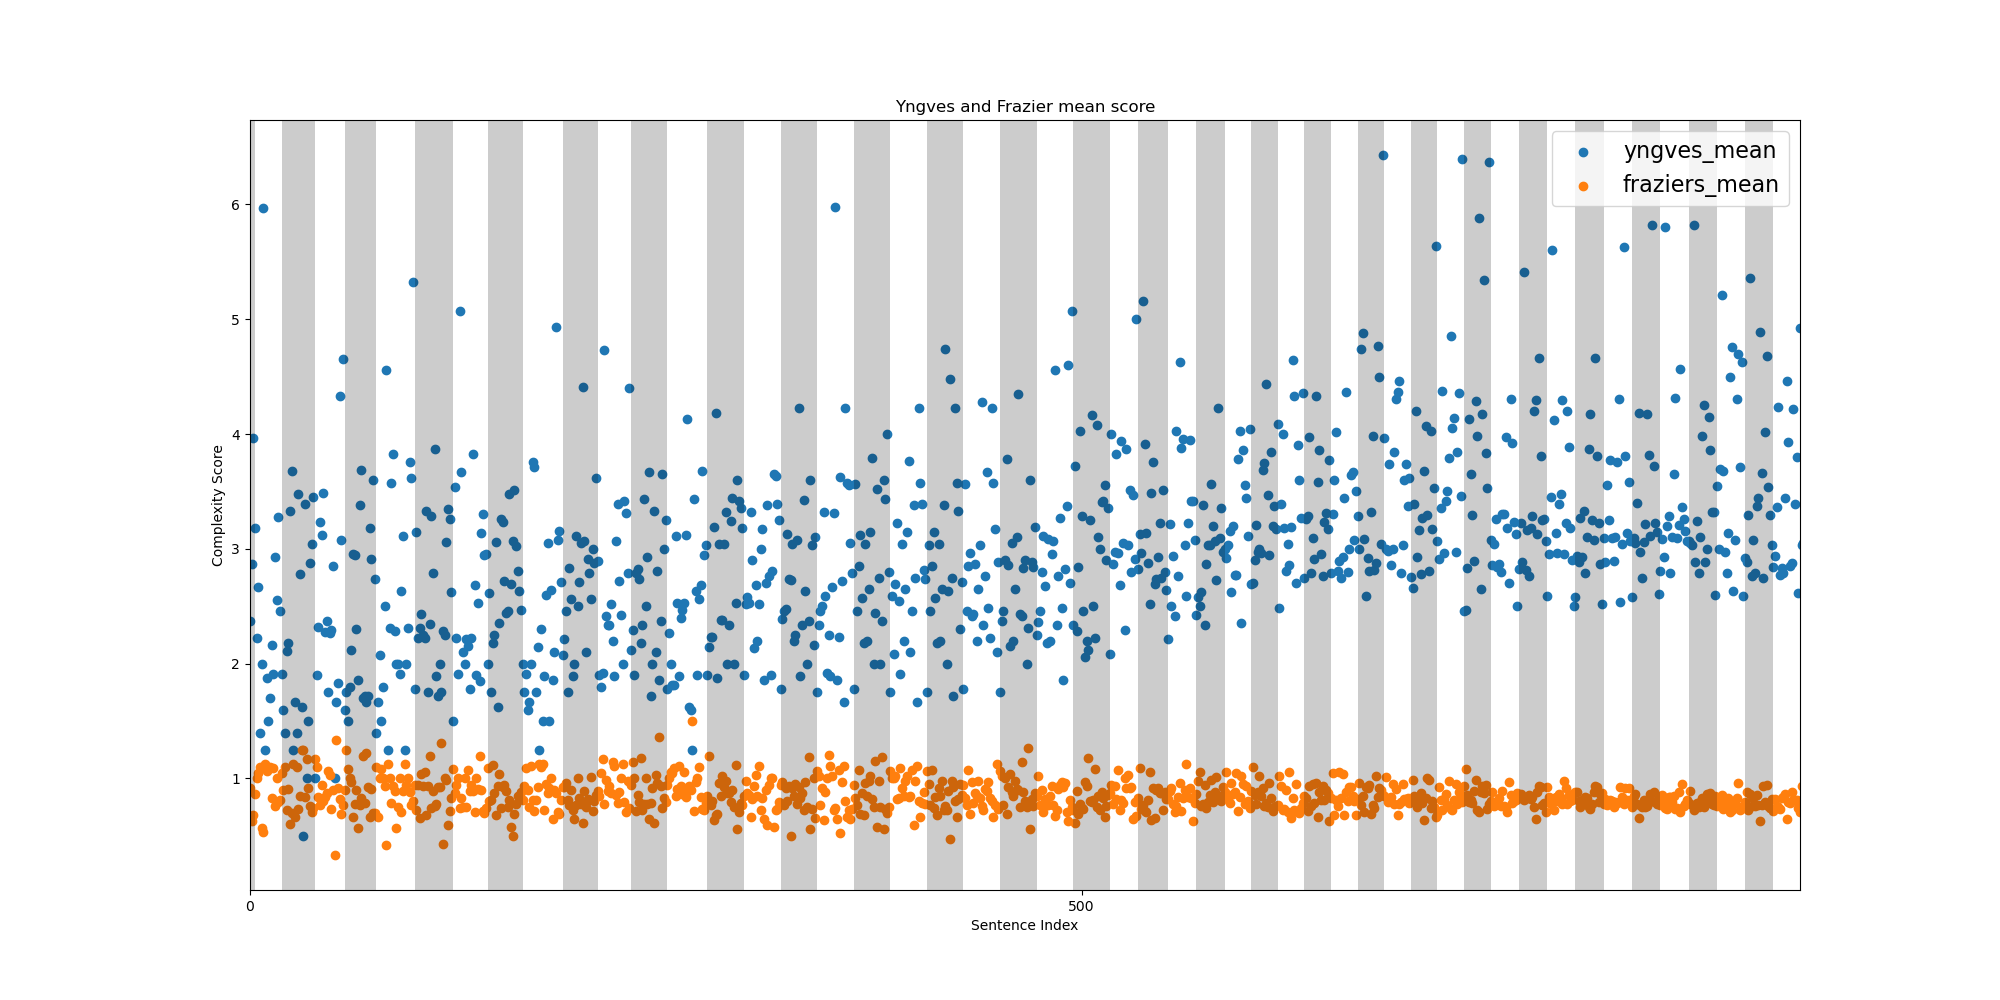 Yngves and Frazier mean score
yngves_mean
fraziers_mean
6
5
4
3
2
1
Complexity Score
0
500
Sentence Index